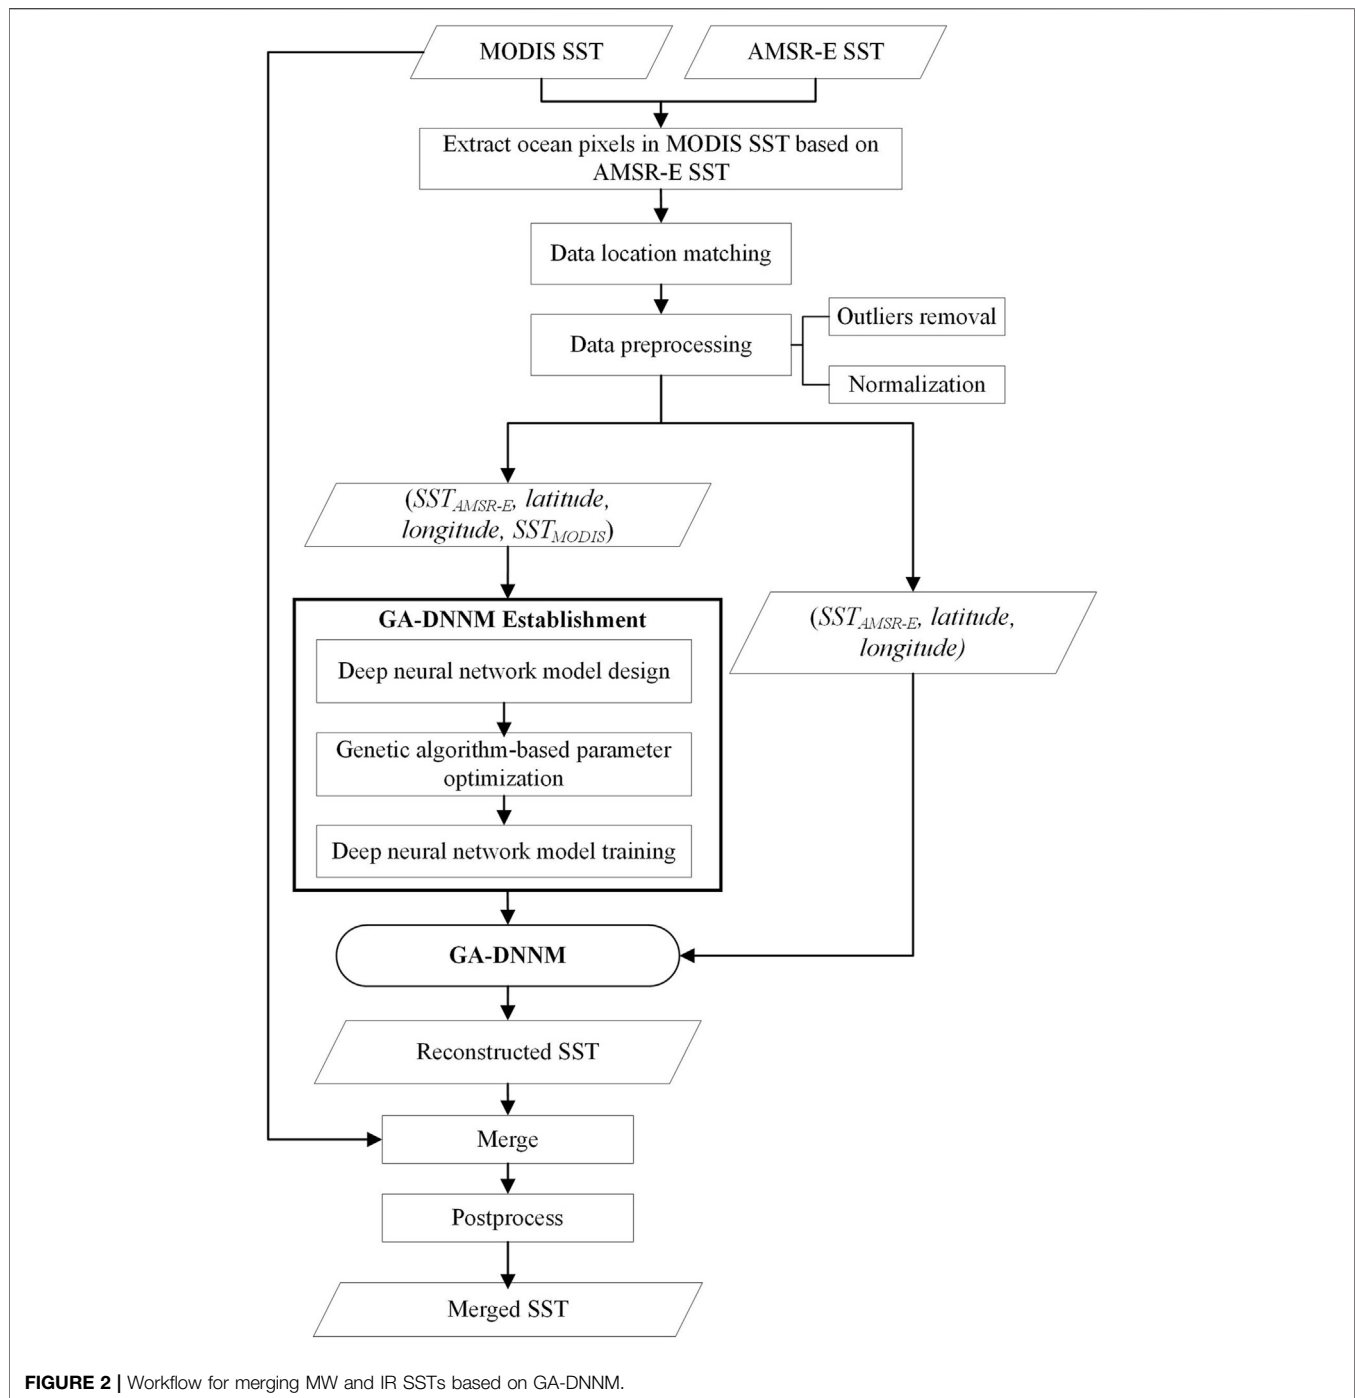 MODIS SST
AMSR-E SST
Extract ocean pixels in MODIS SST based on
AMSR-E SST
Data location matching
Data preprocessing
Outliers removal
Normalization
(SST_AMSR-E, latitude,
longitude, SST_MODIS)
(SST_AMSR-E, latitude,
longitude)
GA-DNNM Establishment
Deep neural network model design
Genetic algorithm-based parameter
optimization
Deep neural network model training
GA-DNNM
Reconstructed SST
Merge
Postprocess
Merged SST
FIGURE 2 | Workflow for merging MW and IR SSTs based on GA-DNNM.